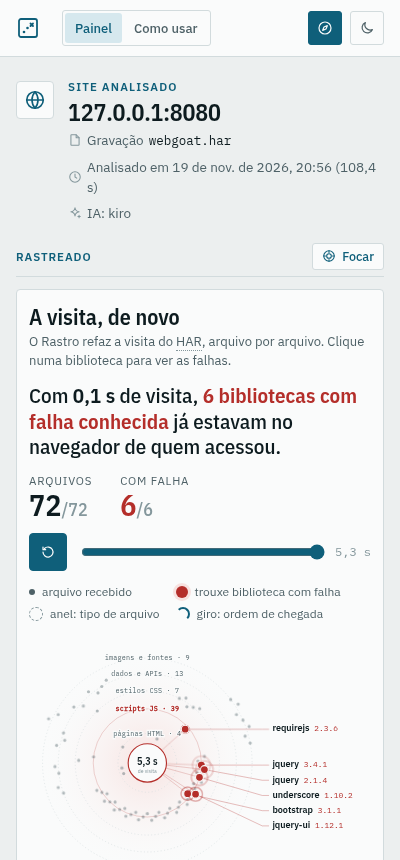 Painel Como usar
SITE ANALISADO
127.0.0.1:8080
Gravação webgoat.har
Analisado em 19 de nov. de 2026, 20:56 (108,4
s)
IA: kiro
RASTREADO
Focar
A visita, de novo
O Rastro refaz a visita do HAR, arquivo por arquivo. Clique
numa biblioteca para ver as falhas.
Com 0,1 s de visita, 6 bibliotecas com
falha conhecida já estavam no
navegador de quem acessou.
ARQUIVOS COM FALHA
72/72 6/6
5,3 s
arquivo recebido trouxe biblioteca com falha
anel: tipo de arquivo giro: ordem de chegada
imagens e fontes · 9
dados e APIs · 13
estilos CSS · 7
scripts JS · 39
requirejs 2.3.6
páginas HTML · 4
5,3 s
de visita
jquery 3.4.1
jquery 2.1.4
underscore 1.10.2
bootstrap 3.1.1
jquery-ui 1.12.1